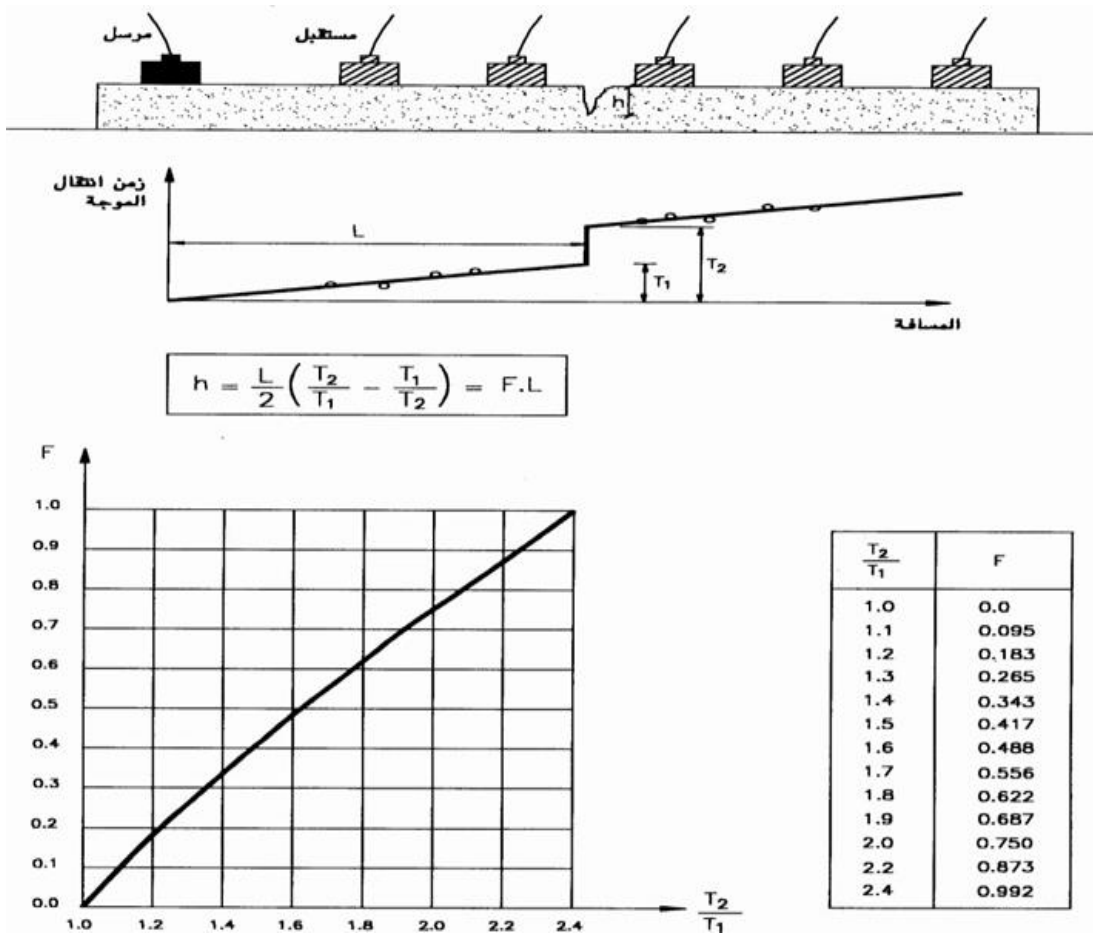 مرسل
مستقبل
h
زمن انتقال
الموجة
L
T₁
T₂
المسافة
h = L/2 ( T₂/T₁ - T₁/T₂ ) = F.L
F
1.0
0.9
0.8
0.7
0.6
0.5
0.4
0.3
0.2
0.1
0.0
1.0 1.2 1.4 1.6 1.8 2.0 2.2 2.4
T₂/T₁
T₂/T₁ F
1.0 0.0
1.1 0.095
1.2 0.183
1.3 0.265
1.4 0.343
1.5 0.417
1.6 0.488
1.7 0.556
1.8 0.622
1.9 0.687
2.0 0.750
2.2 0.873
2.4 0.992